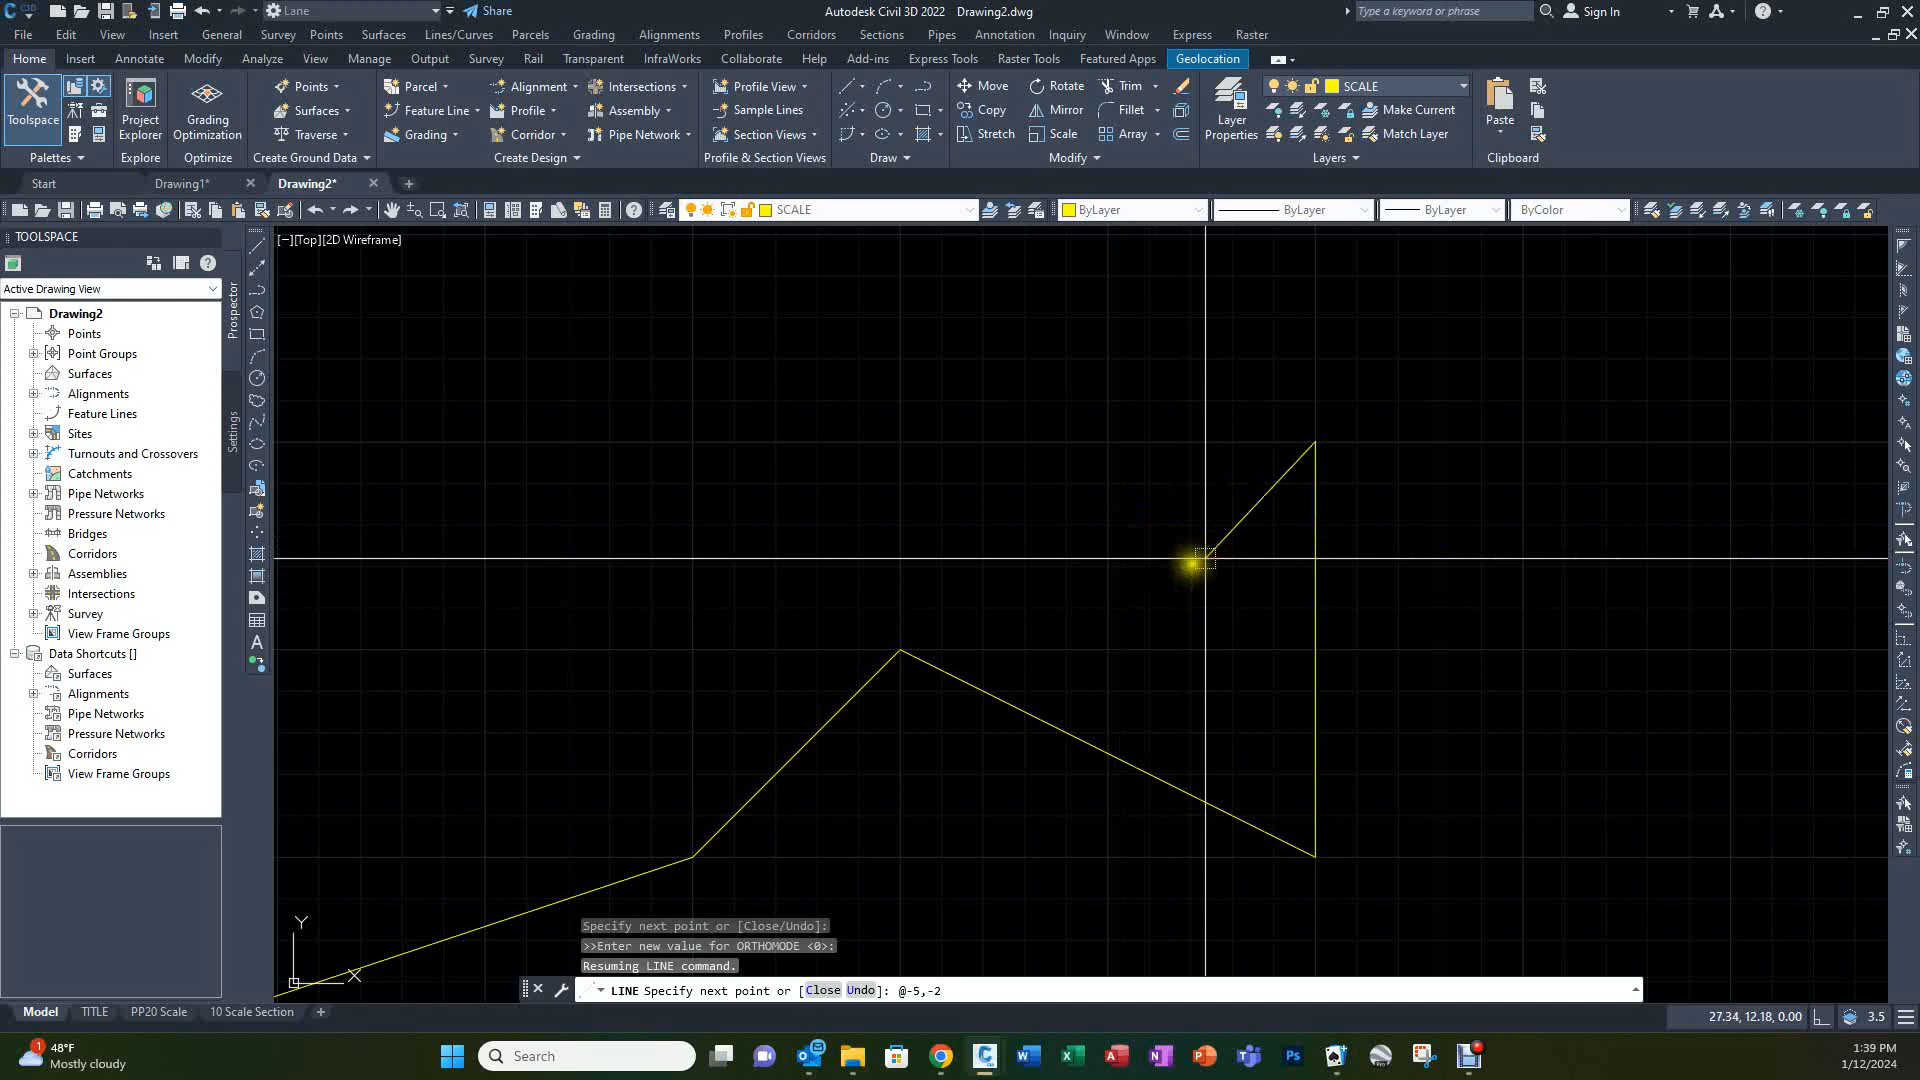 C3D
Lane
Share
Autodesk Civil 3D 2022 Drawing2.dwg
Type a keyword or phrase
Sign In
File Edit View Insert General Survey Points Surfaces Lines/Curves Parcels Grading Alignments Profiles Corridors Sections Pipes Annotation Inquiry Window Express Raster
Home Insert Annotate Modify Analyze View Manage Output Survey Rail Transparent InfraWorks Collaborate Help Add-ins Express Tools Raster Tools Featured Apps Geolocation
Points Parcel Alignment Intersections Profile View Move Rotate Trim SCALE
Toolspace Project Explorer Grading Optimization Surfaces Feature Line Profile Assembly Sample Lines Copy Mirror Fillet Layer Properties Make Current Paste
Traverse Grading Corridor Pipe Network Section Views Stretch Scale Array Match Layer
Palettes Explore Optimize Create Ground Data Create Design Profile & Section Views Draw Modify Layers Clipboard
Start Drawing1* Drawing2*
SCALE ByLayer ByLayer ByLayer ByColor
TOOLSPACE
[−][Top][2D Wireframe]
Active Drawing View
Prospector
Settings
Drawing2
Points
Point Groups
Surfaces
Alignments
Feature Lines
Sites
Turnouts and Crossovers
Catchments
Pipe Networks
Pressure Networks
Bridges
Corridors
Assemblies
Intersections
Survey
View Frame Groups
Data Shortcuts []
Surfaces
Alignments
Pipe Networks
Pressure Networks
Corridors
View Frame Groups
Y
X
Specify next point or [Close/Undo]:
>>Enter new value for ORTHOMODE <0>:
Resuming LINE command.
LINE Specify next point or [Close Undo]: @-5,-2
Model TITLE PP20 Scale 10 Scale Section
27.34, 12.18, 0.00
3.5
1
48°F
Mostly cloudy
Search
1:39 PM
1/12/2024